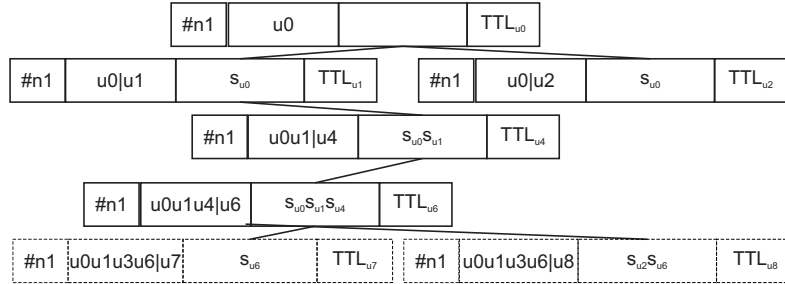 #n1 u0 TTLu0
#n1 u0|u1 su0 TTLu1 #n1 u0|u2 su0 TTLu2
#n1 u0u1|u4 su0su1 TTLu4
#n1 u0u1u4|u6 su0su1su4 TTLu6
#n1 u0u1u3u6|u7 su6 TTLu7 #n1 u0u1u3u6|u8 su2su6 TTLu8